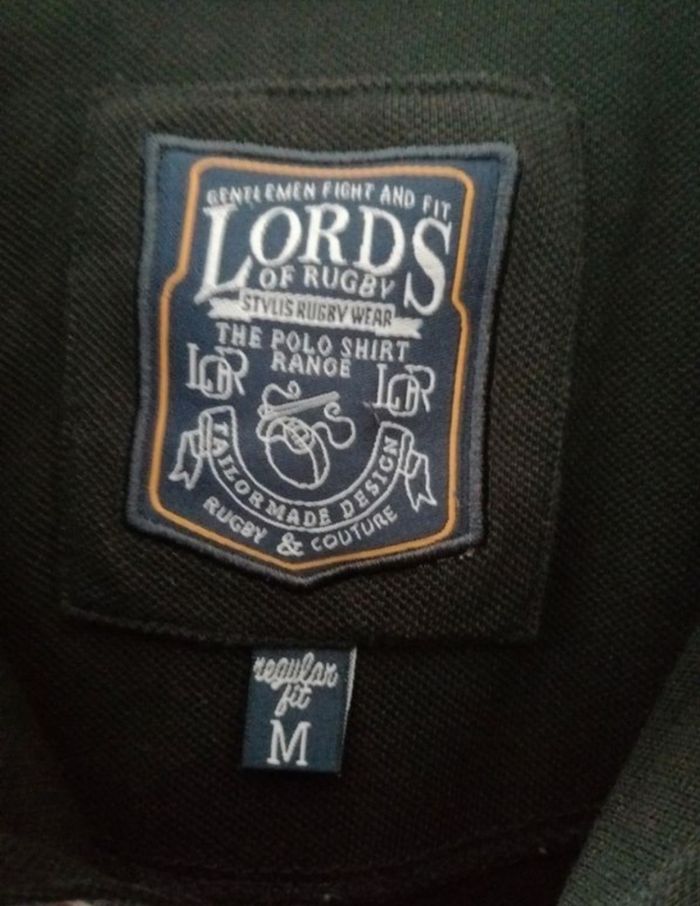 GENTLEMEN FIGHT AND FIT
LORDS
OF RUGBY
STYLIS RUGBY WEAR
THE POLO SHIRT
RANGE
LOR LOR
TAILORMADE DESIGN
RUGBY & COUTURE
regular
fit
M